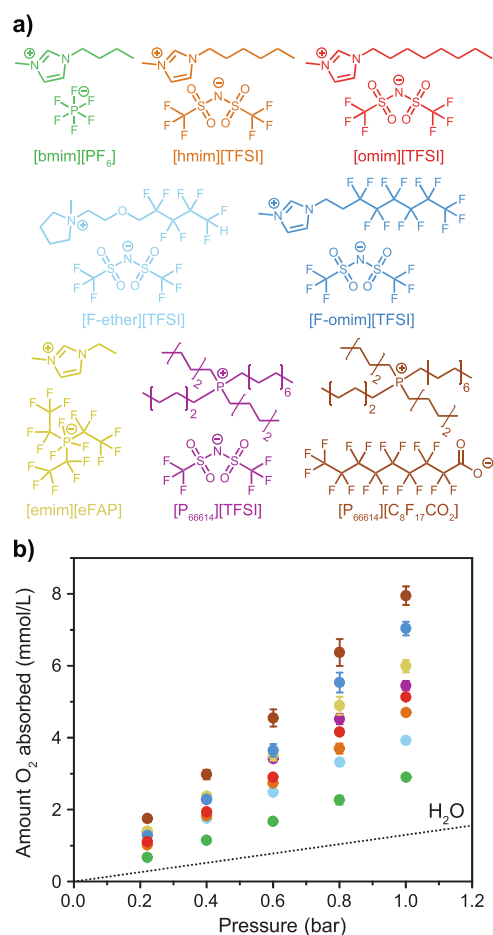 a)
[bmim][PF6]
[hmim][TFSI]
[omim][TFSI]
[F-ether][TFSI]
[F-omim][TFSI]
[emim][eFAP]
[P66614][TFSI]
[P66614][C8F17CO2]
b)
Amount O2 absorbed (mmol/L)
8
6
4
2
0
H2O
0.0 0.2 0.4 0.6 0.8 1.0 1.2
Pressure (bar)